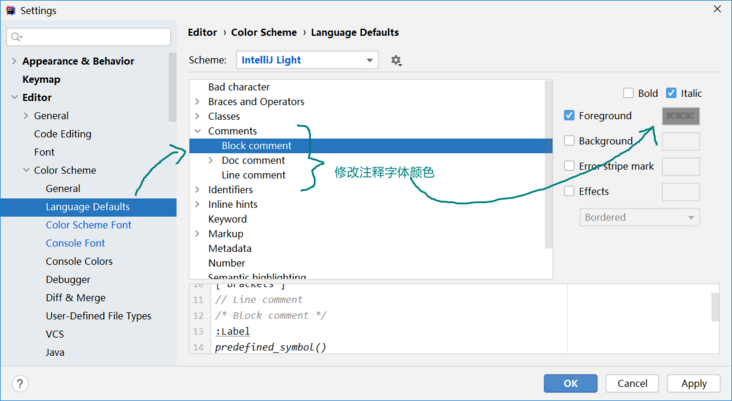 Settings
Appearance & Behavior
Keymap
Editor
General
Code Editing
Font
Color Scheme
General
Language Defaults
Color Scheme Font
Console Font
Console Colors
Debugger
Diff & Merge
User-Defined File Types
VCS
Java
Editor › Color Scheme › Language Defaults
Scheme: IntelliJ Light
Bad character
Braces and Operators
Classes
Comments
Block comment
Doc comment
Line comment
Identifiers
Inline hints
Keyword
Markup
Metadata
Number
Semantic highlighting
修改注释字体颜色
Bold Italic
Foreground 8C8C8C
Background
Error stripe mark
Effects
Bordered
10 [ Brackets ]
11 // Line comment
12 /* Block comment */
13 :Label
14 predefined_symbol()
? OK Cancel Apply